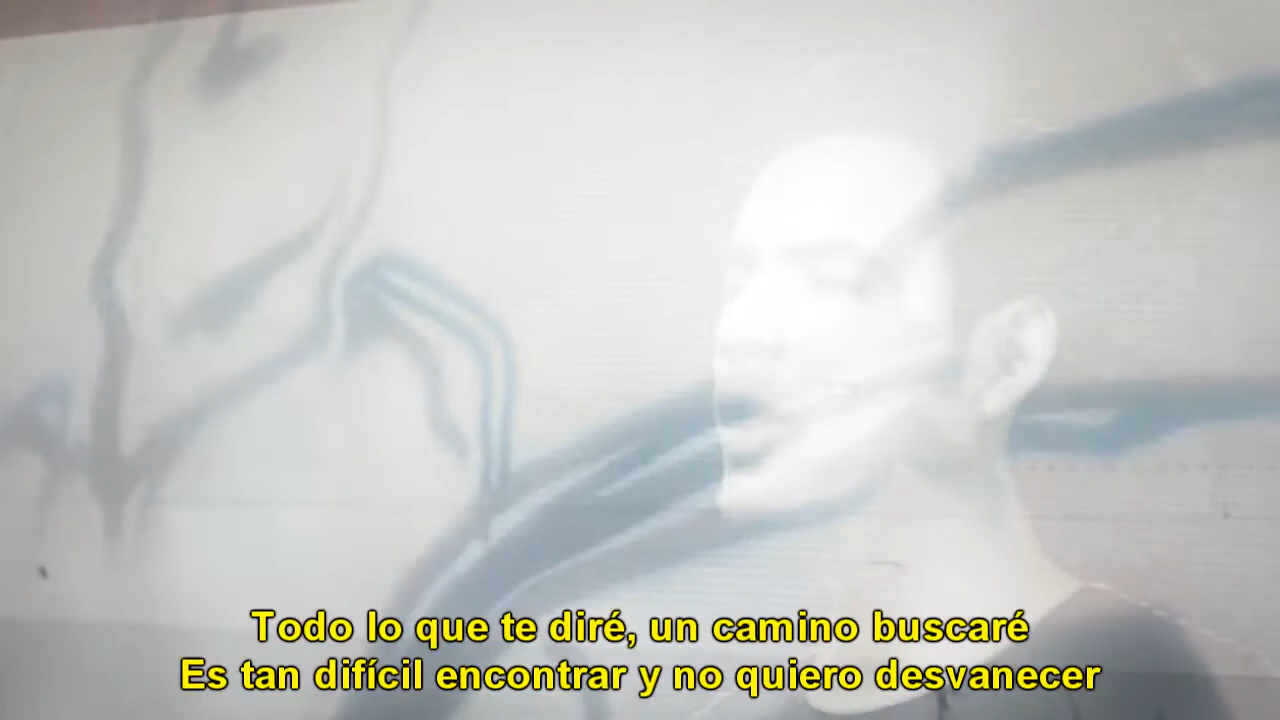 Todo lo que te diré, un camino buscaré
Es tan difícil encontrar y no quiero desvanecer